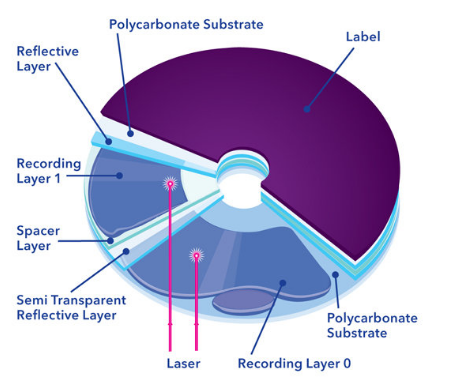 Polycarbonate Substrate
Label
Reflective
Layer
Recording
Layer 1
Spacer
Layer
Semi Transparent
Reflective Layer
Polycarbonate
Substrate
Laser
Recording Layer 0